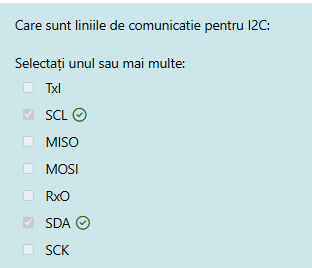 Care sunt liniile de comunicatie pentru I2C:
Selectați unul sau mai multe:
TxI
SCL
MISO
MOSI
RxO
SDA
SCK